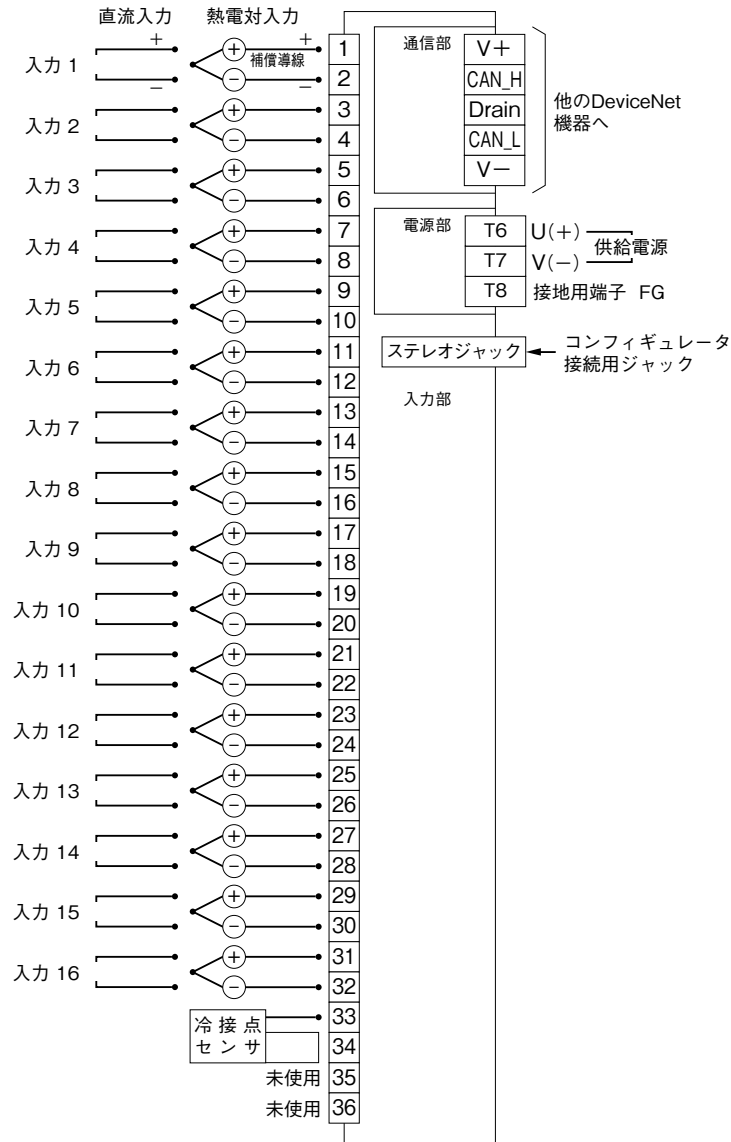 直流入力 熱電対入力
入力 1 + − + 補償導線 + − − 1 2
入力 2 + − 3 4
入力 3 + − 5 6
入力 4 + − 7 8
入力 5 + − 9 10
入力 6 + − 11 12
入力 7 + − 13 14
入力 8 + − 15 16
入力 9 + − 17 18
入力 10 + − 19 20
入力 11 + − 21 22
入力 12 + − 23 24
入力 13 + − 25 26
入力 14 + − 27 28
入力 15 + − 29 30
入力 16 + − 31 32
冷接点
センサ
33
34
未使用 35
未使用 36
通信部
V+
CAN_H
Drain
CAN_L
V−
他のDeviceNet
機器へ
電源部
T6 U(+)
T7 V(−)
供給電源
T8 接地用端子 FG
ステレオジャック
コンフィギュレータ
接続用ジャック
入力部